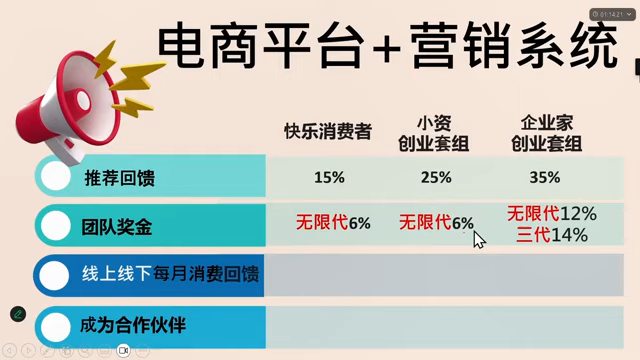 01:14:21
电商平台+营销系统
快乐消费者
小资
创业套组
企业家
创业套组
推荐回馈 15% 25% 35%
团队奖金 无限代6% 无限代6% 无限代12%
三代14%
线上线下每月消费回馈
成为合作伙伴